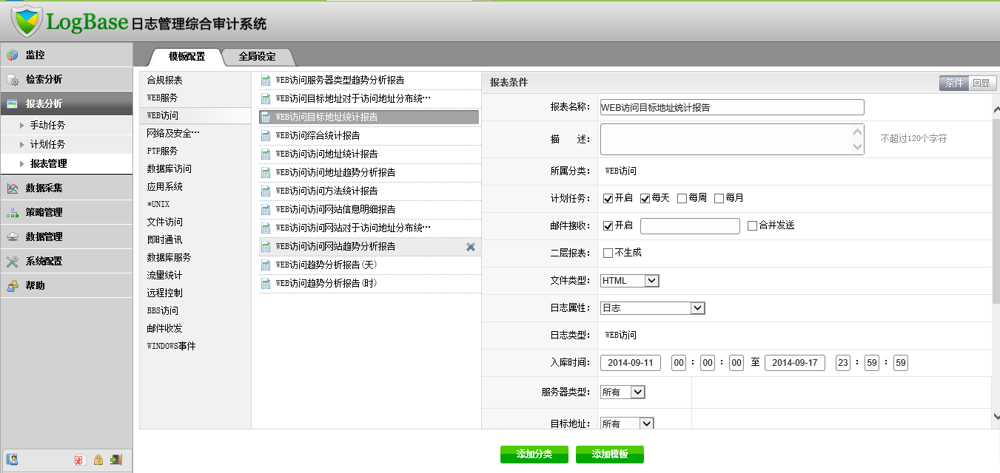 LogBase 日志管理综合审计系统
监控
检索分析
报表分析
手动任务
计划任务
报表管理
数据采集
策略管理
数据管理
系统配置
帮助
模板配置 全局设定
合规报表
WEB服务
WEB访问
网络及安全…
FTP服务
数据库访问
应用系统
*UNIX
文件访问
即时通讯
数据库服务
流量统计
远程控制
BBS访问
邮件收发
WINDOWS事件
WEB访问服务器类型趋势分析报告
WEB访问目标地址对于访问地址分布统…
WEB访问目标地址统计报告
WEB访问综合统计报告
WEB访问访问地址统计报告
WEB访问访问地址趋势分析报告
WEB访问访问方法统计报告
WEB访问访问网站信息明细报告
WEB访问访问网站对于访问地址分布统…
WEB访问访问网站趋势分析报告
WEB访问趋势分析报告(天)
WEB访问趋势分析报告(时)
报表条件 条件 回显
报表名称: WEB访问目标地址统计报告
描 述: 不超过120个字符
所属分类: WEB访问
计划任务: 开启 每天 每周 每月
邮件接收: 开启 合并发送
二层报表: 不生成
文件类型: HTML
日志属性: 日志
日志类型: WEB访问
入库时间: 2014-09-11 00 : 00 : 00 至 2014-09-17 23 : 59 : 59
服务器类型: 所有
目标地址: 所有
添加分类 添加模板